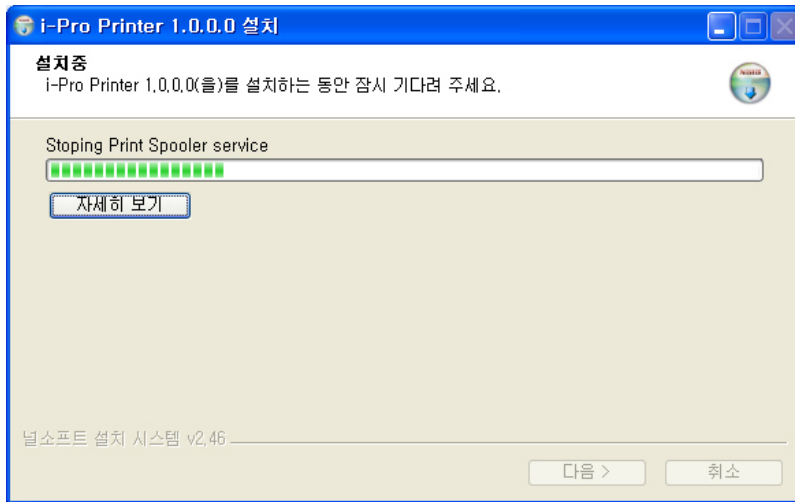 i-Pro Printer 1.0.0.0 설치
설치중
i-Pro Printer 1.0.0.0(을)를 설치하는 동안 잠시 기다려 주세요.
Stoping Print Spooler service
자세히 보기
널소프트 설치 시스템 v2.46
다음 >
취소